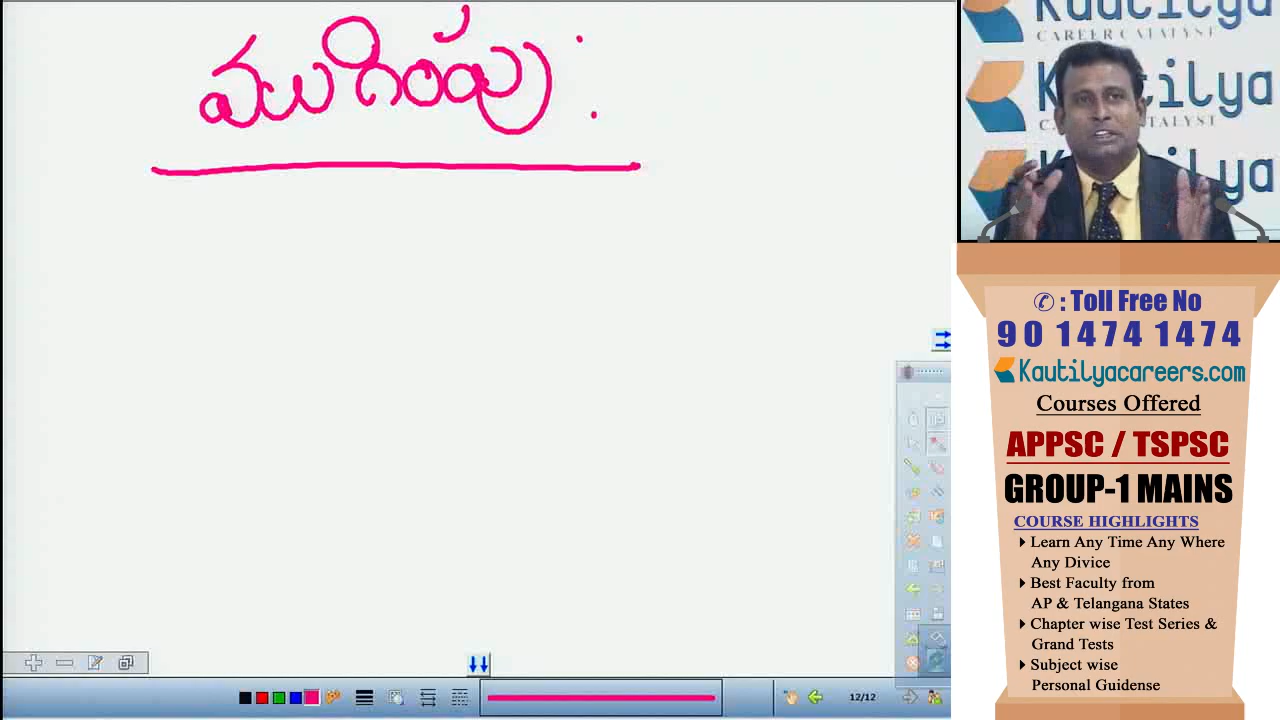 ముగింపు :
Kautilya
CAREER CATALYST
Kautilya
CATALYST
Kautilya
✆ : Toll Free No
90 1474 1474
Kautilyacareers.com
Courses Offered
APPSC / TSPSC
GROUP-1 MAINS
COURSE HIGHLIGHTS
Learn Any Time Any Where
Any Divice
Best Faculty from
AP & Telangana States
Chapter wise Test Series &
Grand Tests
Subject wise
Personal Guidense
12/12